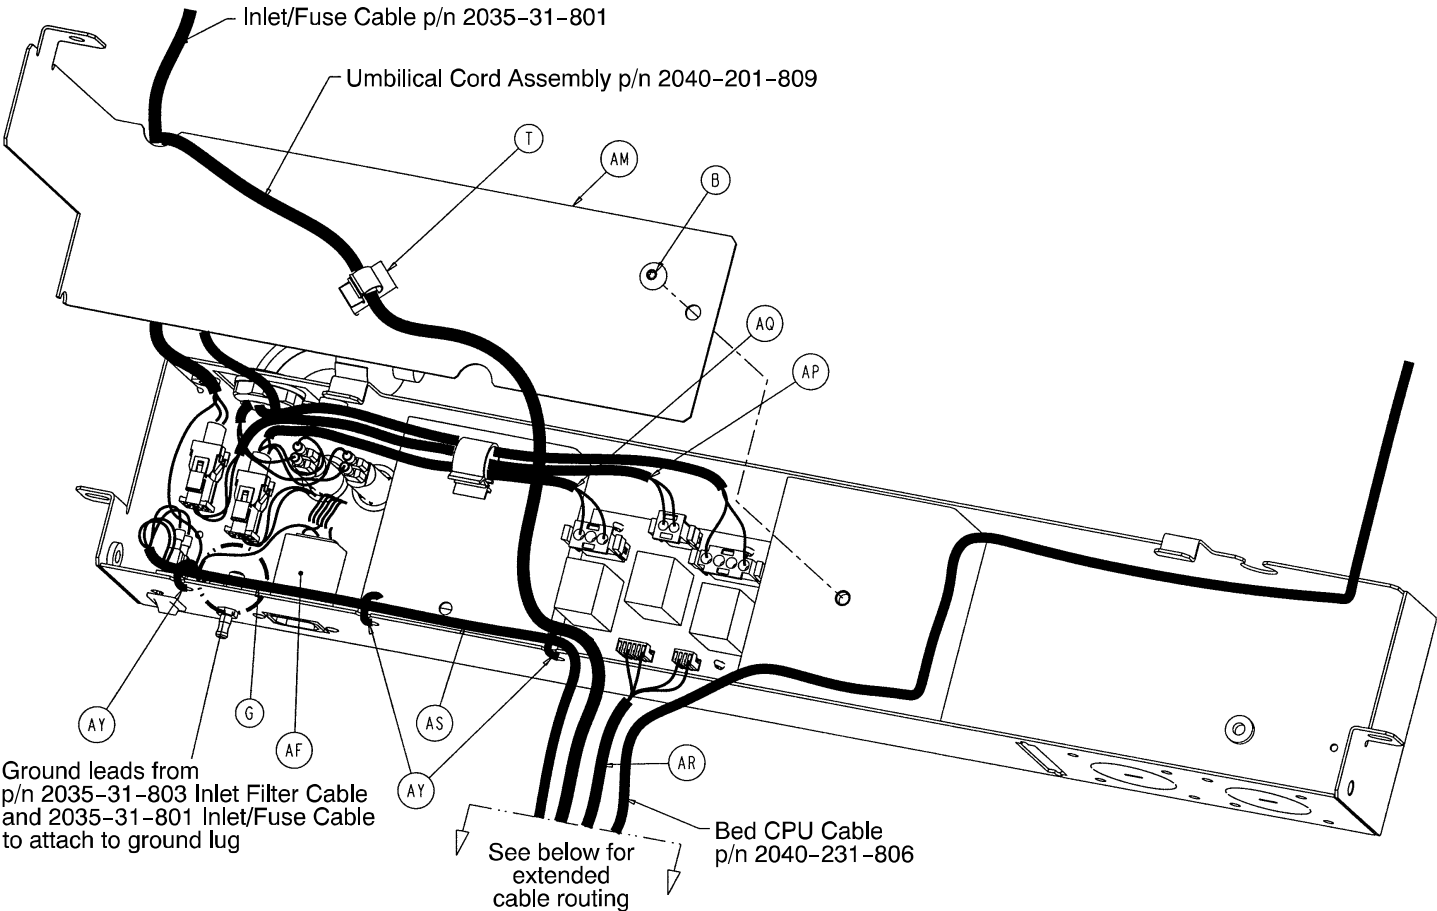 Inlet/Fuse Cable p/n 2035-31-801
Umbilical Cord Assembly p/n 2040-201-809
T
AM
B
AQ
AP
AY
G
AF
AS
AY
AR
Ground leads from
p/n 2035-31-803 Inlet Filter Cable
and 2035-31-801 Inlet/Fuse Cable
to attach to ground lug
Bed CPU Cable
p/n 2040-231-806
See below for
extended
cable routing